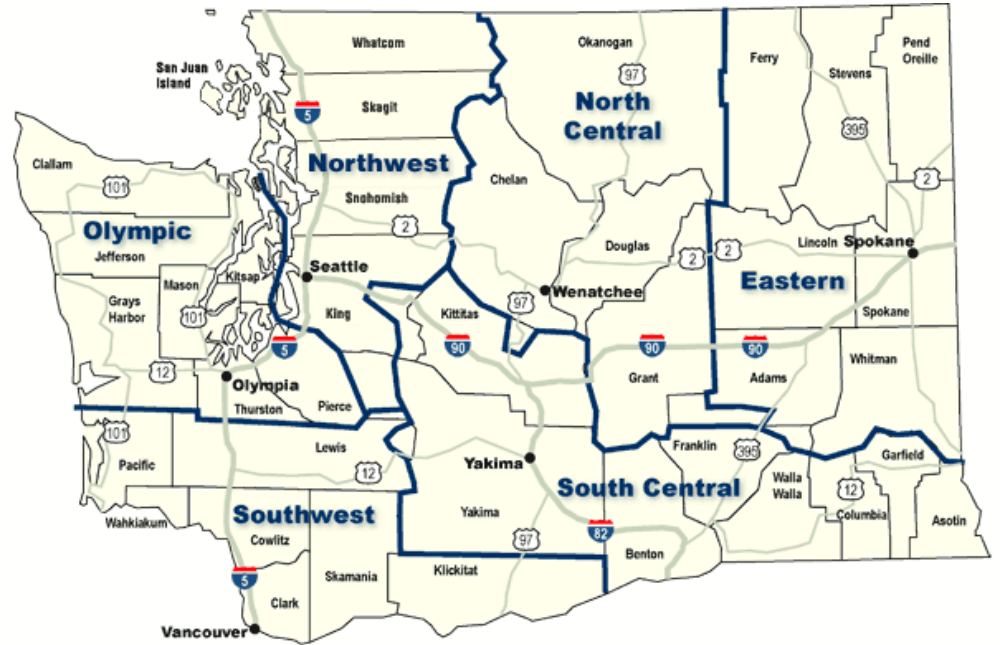 Whatcom
Okanogan
Pend
Oreille
Ferry
San Juan
Island
Stevens
97
Skagit
North
Central
5
395
Northwest
Clallam
101
Chelan
2
Snohomish
2
Olympic
Douglas
Lincoln
Spokane
Jefferson
2
2
Seattle
Mason
Kitsap
Eastern
Wenatchee
Grays
Harbor
97
King
Kittitas
Spokane
101
5
90
90
90
Whitman
12
Grant
Adams
Olympia
Thurston
Pierce
101
Lewis
Franklin
395
Garfield
Pacific
12
Yakima
Walla
Walla
South Central
12
Wahkiakum
Southwest
Yakima
Columbia
Asotin
Cowlitz
97
82
Benton
5
Skamania
Klickitat
Clark
Vancouver